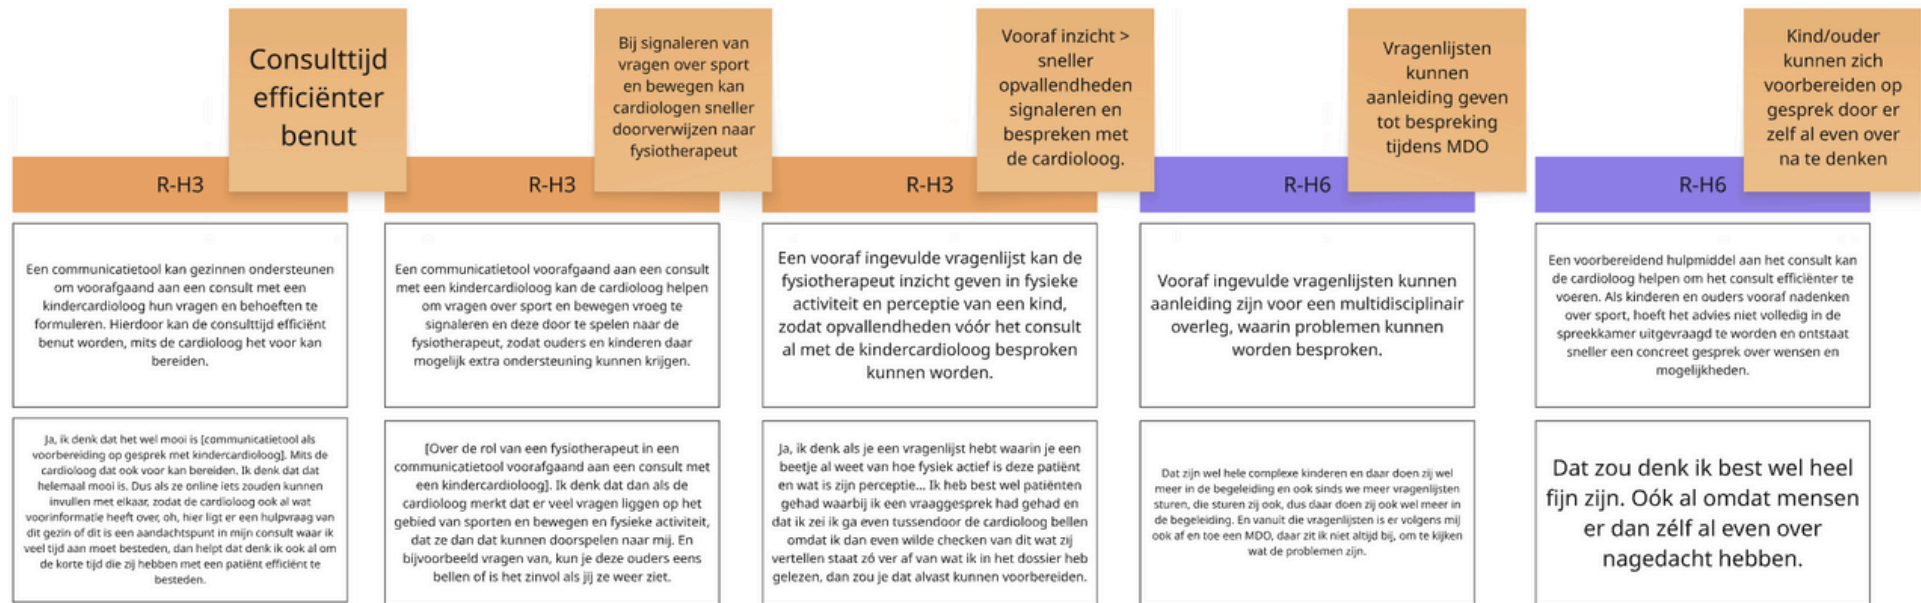 Consulttijd
efficiënter
benut
Bij signaleren van
vragen over sport
en bewegen kan
cardiologen sneller
doorverwijzen naar
fysiotherapeut
Vooraf inzicht >
sneller
opvallendheden
signaleren en
bespreken met
de cardioloog.
Vragenlijsten
kunnen
aanleiding geven
tot bespreking
tijdens MDO
Kind/ouder
kunnen zich
voorbereiden op
gesprek door er
zelf al even over
na te denken
R-H3
R-H3
R-H3
R-H6
R-H6
Een communicatietool kan gezinnen ondersteunen
om voorafgaand aan een consult met een
kindercardioloog hun vragen en behoeften te
formuleren. Hierdoor kan de consulttijd efficiënt
benut worden, mits de cardioloog het voor kan
bereiden.
Een communicatietool voorafgaand aan een consult
met een kindercardioloog kan de cardioloog helpen
om vragen over sport en bewegen vroeg te
signaleren en deze door te spelen naar de
fysiotherapeut, zodat ouders en kinderen daar
mogelijk extra ondersteuning kunnen krijgen.
Een vooraf ingevulde vragenlijst kan de
fysiotherapeut inzicht geven in fysieke
activiteit en perceptie van een kind,
zodat opvallendheden vóór het consult
al met de kindercardioloog besproken
kunnen worden.
Vooraf ingevulde vragenlijsten kunnen
aanleiding zijn voor een multidisciplinair
overleg, waarin problemen kunnen
worden besproken.
Een voorbereidend hulpmiddel aan het consult kan
de cardioloog helpen om het consult efficiënter te
voeren. Als kinderen en ouders vooraf nadenken
over sport, hoeft het advies niet volledig in de
spreekkamer uitgevraagd te worden en ontstaat
sneller een concreet gesprek over wensen en
mogelijkheden.
Ja, ik denk dat het wel mooi is [communicatietool als
voorbereiding op gesprek met kindercardioloog]. Mits de
cardioloog dat ook voor kan bereiden. Ik denk dat dat
helemaal mooi is. Dus als ze online iets zouden kunnen
invullen met elkaar, zodat de cardioloog ook al wat
voorinformatie heeft over, oh, hier ligt er een hulpvraag van
dit gezin of dit is een aandachtspunt in mijn consult waar ik
veel tijd aan moet besteden, dan helpt dat denk ik ook al om
de korte tijd die zij hebben met een patiënt efficiënt te
besteden.
[Over de rol van een fysiotherapeut in een
communicatietool voorafgaand aan een consult met
een kindercardioloog]. Ik denk dat dan als de
cardioloog merkt dat er veel vragen liggen op het
gebied van sporten en bewegen en fysieke activiteit,
dat ze dan dat kunnen doorspelen naar mij. En
bijvoorbeeld vragen van, kun je deze ouders eens
bellen of is het zinvol als jij ze weer ziet.
Ja, ik denk als je een vragenlijst hebt waarin je een
beetje al weet van hoe fysiek actief is deze patiënt
en wat is zijn perceptie... Ik heb best wel patiënten
gehad waarbij ik een vraaggesprek had gehad en
dat ik zei ik ga even tussendoor de cardioloog bellen
omdat ik dan even wilde checken van dit wat zij
vertellen staat zó ver af van wat ik in het dossier heb
gelezen, dan zou je dat alvast kunnen voorbereiden.
Dat zijn wel hele complexe kinderen en daar doen zij wel
meer in de begeleiding en ook sinds we meer vragenlijsten
sturen, die sturen zij ook, dus daar doen zij ook wel meer in
de begeleiding. En vanuit die vragenlijsten is er volgens mij
ook af en toe een MDO, daar zit ik niet altijd bij, om te kijken
wat de problemen zijn.
Dat zou denk ik best wel heel
fijn zijn. Oók al omdat mensen
er dan zélf al even over
nagedacht hebben.